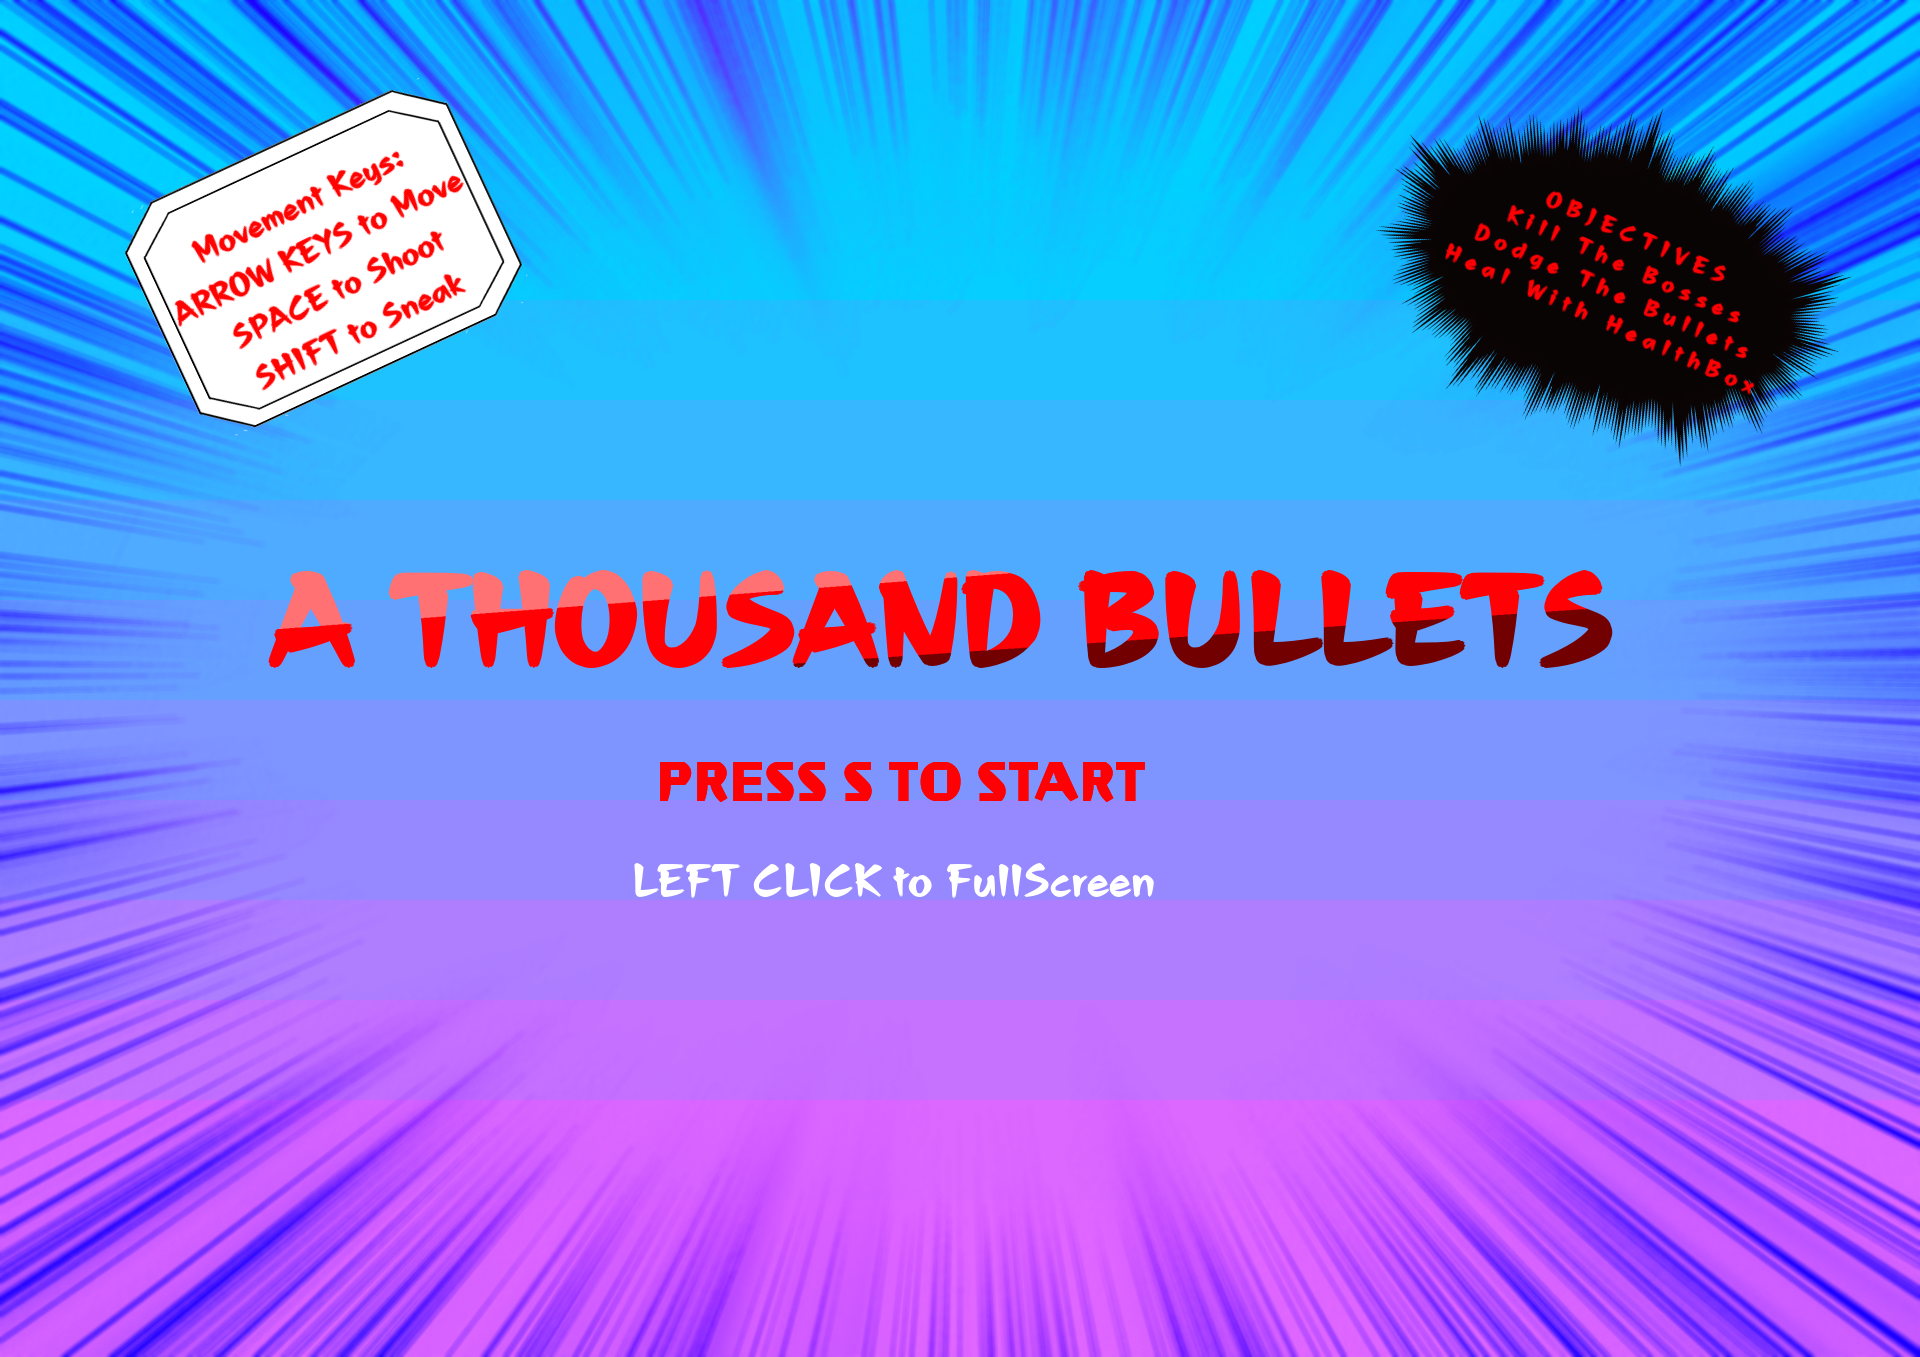 Movement Keys:
ARROW KEYS to Move
SPACE to Shoot
SHIFT to Sneak
OBJECTIVES
Kill The Bosses
Dodge The Bullets
Heal With HealthBox
A THOUSAND BULLETS
PRESS S TO START
LEFT CLICK to FullScreen